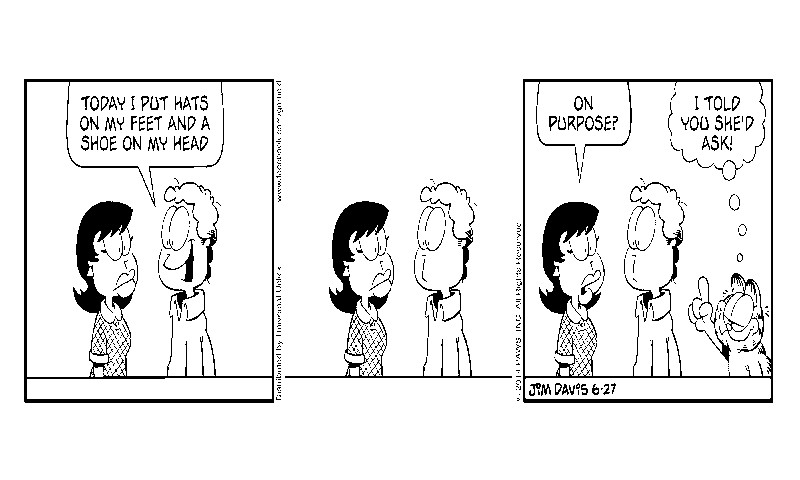 TODAY I PUT HATS
ON MY FEET AND A
SHOE ON MY HEAD
ON
PURPOSE?
I TOLD
YOU SHE'D
ASK!
JIM DAVIS 6·27